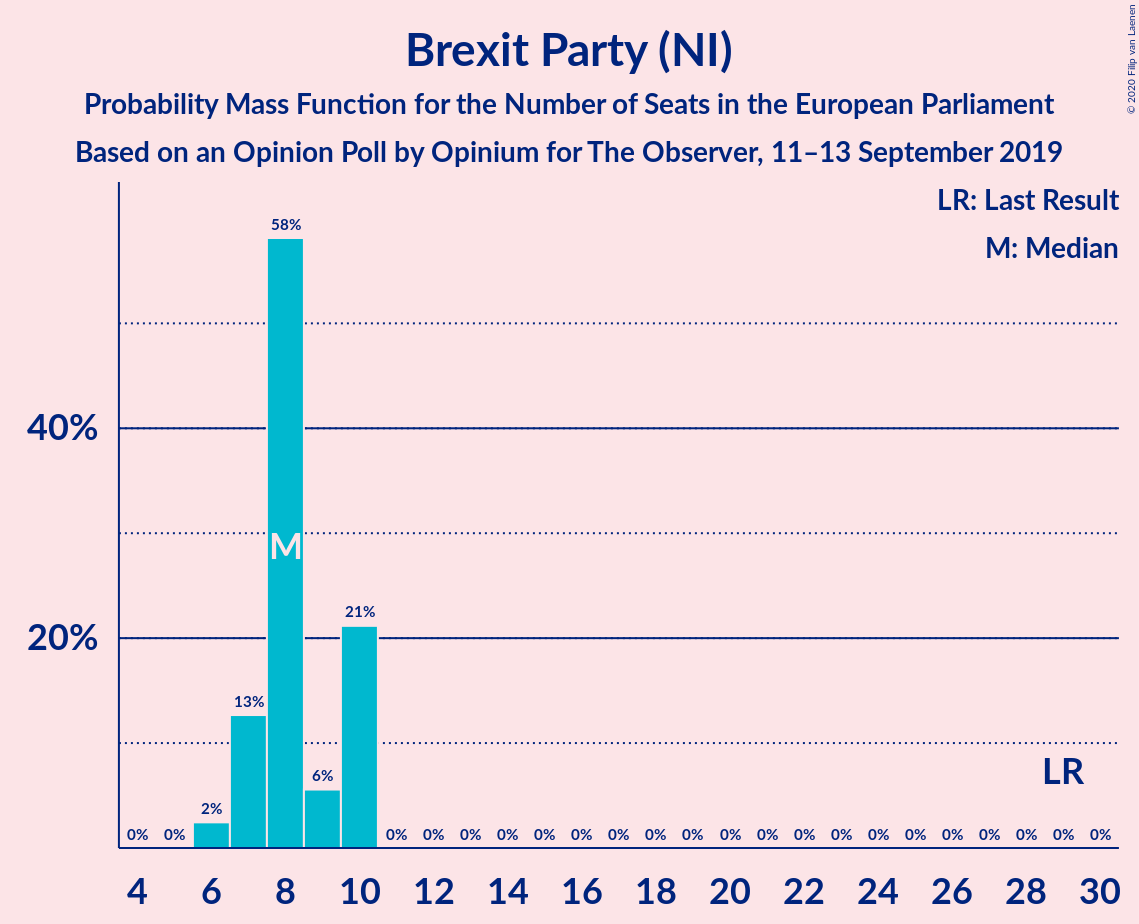 Brexit Party (NI)
Probability Mass Function for the Number of Seats in the European Parliament
Based on an Opinion Poll by Opinium for The Observer, 11–13 September 2019
© 2020 Filip van Laenen
LR: Last Result
M: Median
58%
40%
M
21%
20%
13%
LR
6%
2%
0% 0% 0% 0% 0% 0% 0% 0% 0% 0% 0% 0% 0% 0% 0% 0% 0% 0% 0% 0% 0% 0%
4 6 8 10 12 14 16 18 20 22 24 26 28 30